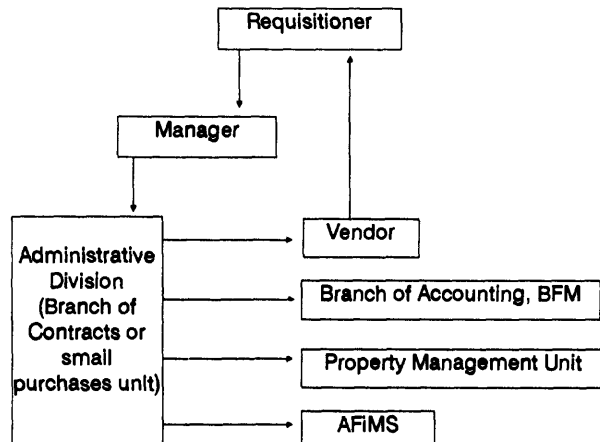 Requisitioner
Manager
Administrative
Division
(Branch of
Contracts or
small
purchases unit)
Vendor
Branch of Accounting, BFM
Property Management Unit
AFiMS